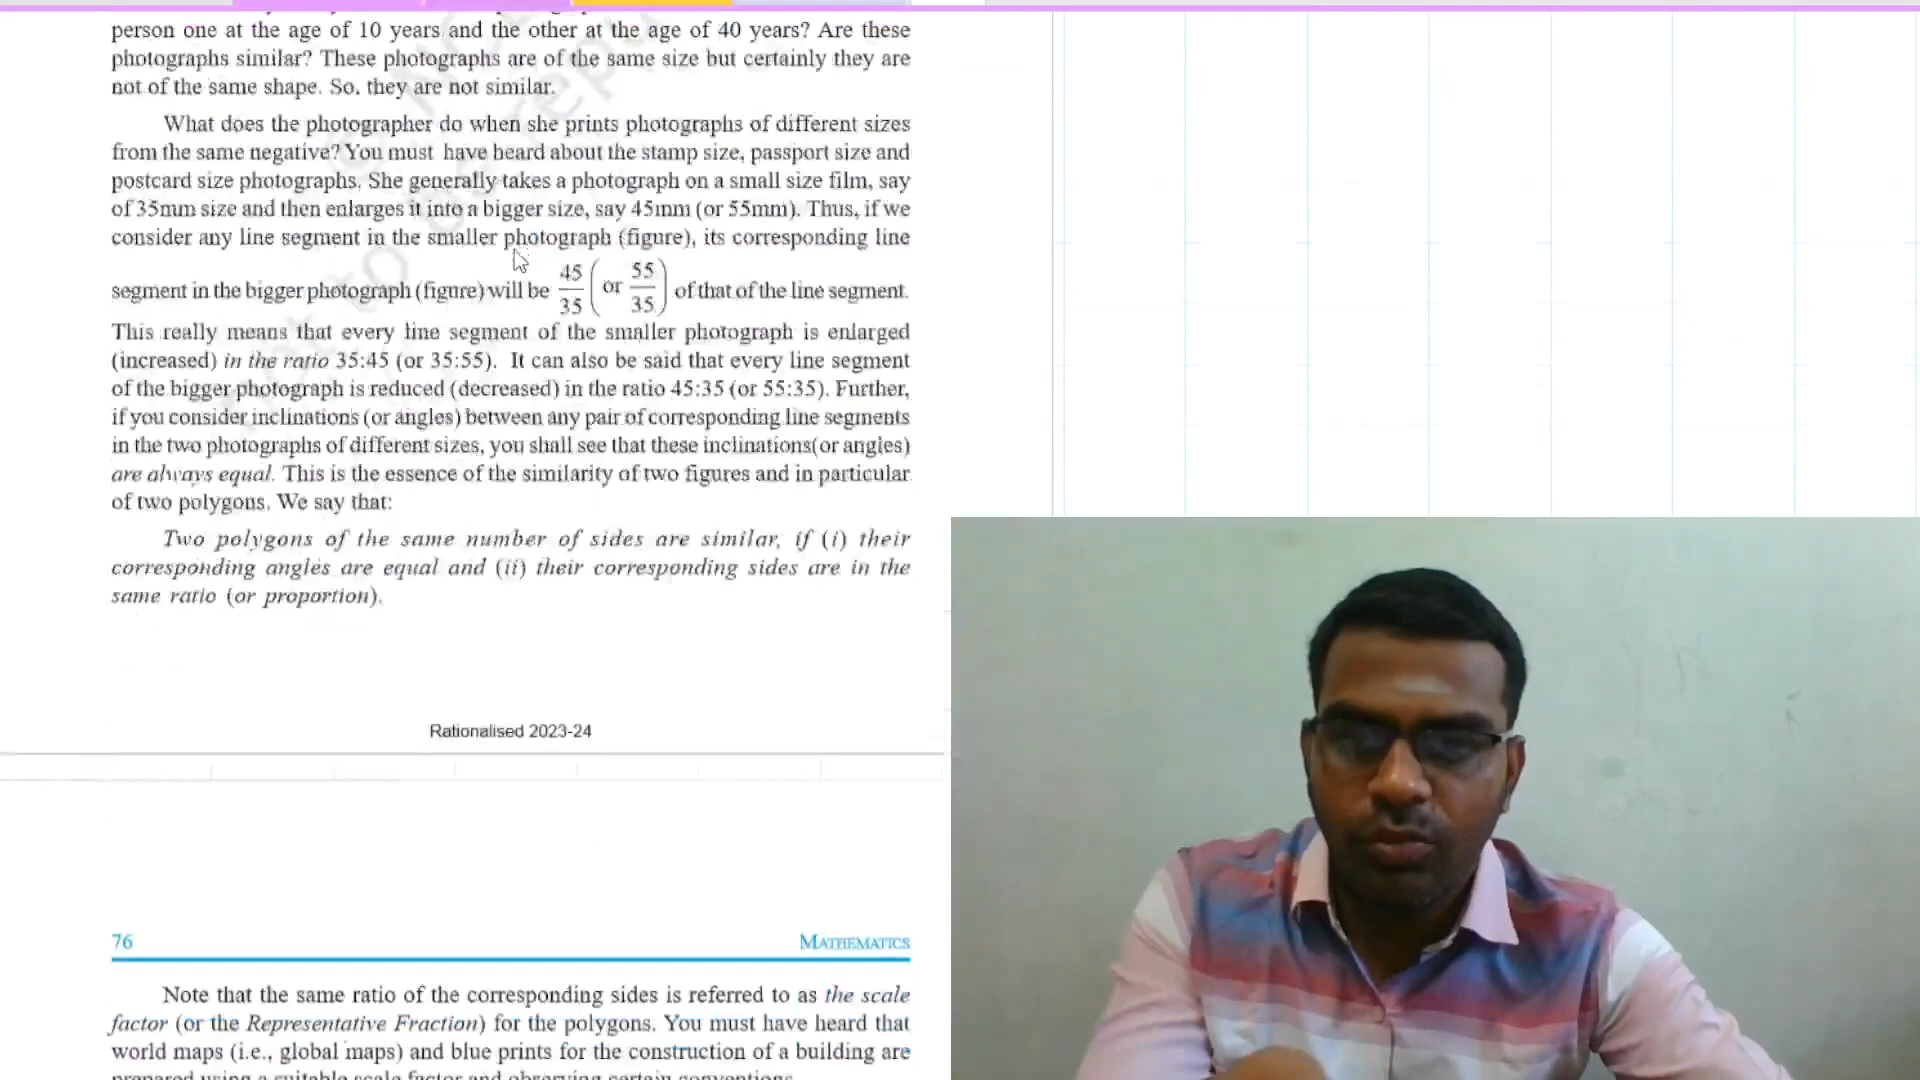 person one at the age of 10 years and the other at the age of 40 years? Are these
photographs similar? These photographs are of the same size but certainly they are
not of the same shape. So, they are not similar.
What does the photographer do when she prints photographs of different sizes
from the same negative? You must have heard about the stamp size, passport size and
postcard size photographs. She generally takes a photograph on a small size film, say
of 35mm size and then enlarges it into a bigger size, say 45mm (or 55mm). Thus, if we
consider any line segment in the smaller photograph (figure), its corresponding line
segment in the bigger photograph (figure) will be 45/35 (or 55/35) of that of the line segment.
This really means that every line segment of the smaller photograph is enlarged
(increased) in the ratio 35:45 (or 35:55). It can also be said that every line segment
of the bigger photograph is reduced (decreased) in the ratio 45:35 (or 55:35). Further,
if you consider inclinations (or angles) between any pair of corresponding line segments
in the two photographs of different sizes, you shall see that these inclinations(or angles)
are always equal. This is the essence of the similarity of two figures and in particular
of two polygons. We say that:
Two polygons of the same number of sides are similar, if (i) their
corresponding angles are equal and (ii) their corresponding sides are in the
same ratio (or proportion).
Rationalised 2023-24
76
MATHEMATICS
Note that the same ratio of the corresponding sides is referred to as the scale
factor (or the Representative Fraction) for the polygons. You must have heard that
world maps (i.e., global maps) and blue prints for the construction of a building are
prepared using a suitable scale factor and observing certain conventions.